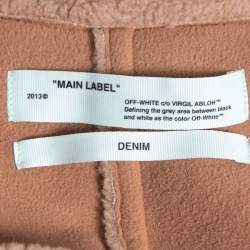 "MAIN LABEL"
2013©
OFF-WHITE c/o VIRGIL ABLOH™
Defining the grey area between black
and white as the color Off-White™
DENIM